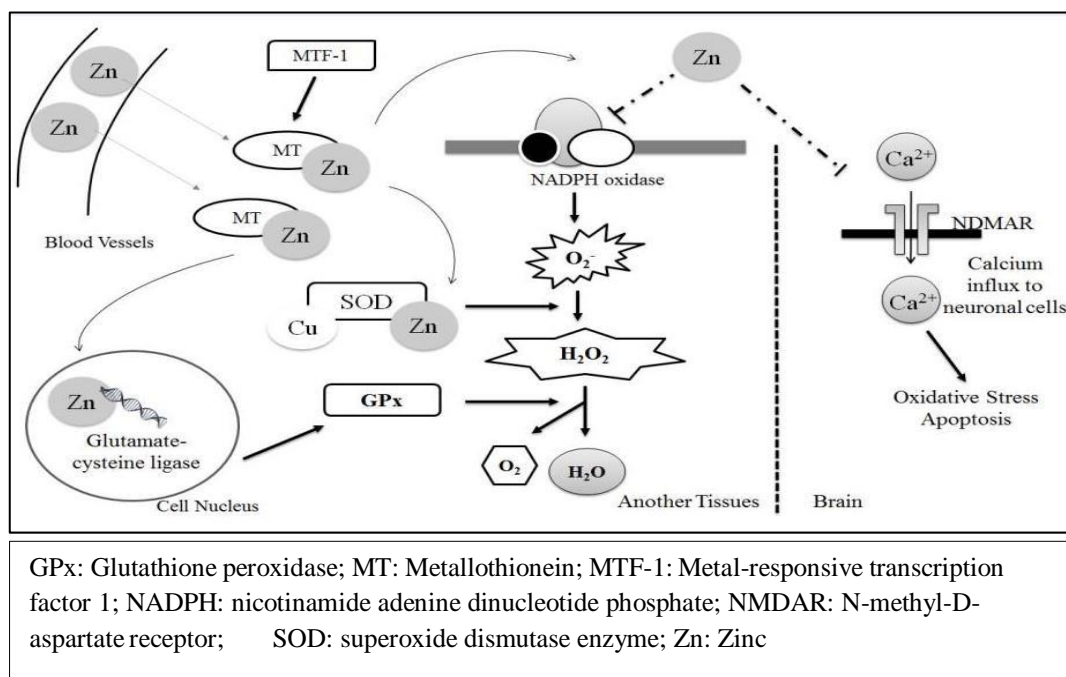 Zn
Zn
Blood Vessels
MTF-1
MT
Zn
MT
Zn
Zn
NADPH oxidase
O₂⁻
SOD
Cu
Zn
H₂O₂
GPx
O₂
H₂O
Zn
Glutamate-
cysteine ligase
Cell Nucleus
Another Tissues
Brain
Ca²⁺
NDMAR
Calcium
influx to
neuronal cells
Ca²⁺
Oxidative Stress
Apoptosis
GPx: Glutathione peroxidase; MT: Metallothionein; MTF-1: Metal-responsive transcription
factor 1; NADPH: nicotinamide adenine dinucleotide phosphate; NMDAR: N-methyl-D-
aspartate receptor; SOD: superoxide dismutase enzyme; Zn: Zinc